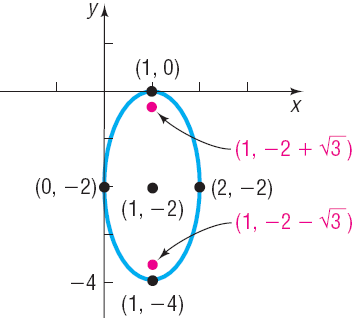 y
(1, 0)
x
(1, −2 + √3)
(0, −2)
(2, −2)
(1, −2)
(1, −2 − √3)
−4
(1, −4)